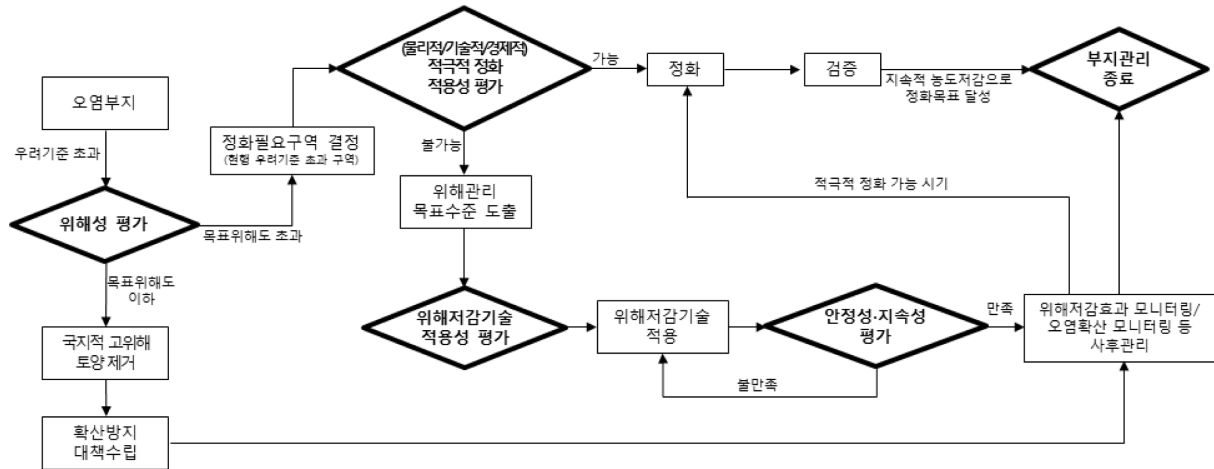 오염부지
우려기준 초과
위해성 평가
목표위해도 초과
목표위해도
이하
국지적 고위해
토양 제거
확산방지
대책수립
정화필요구역 결정
(현행 우려기준 초과 구역)
(물리적/기술적/경제적)
적극적 정화
적용성 평가
가능
불가능
정화
검증
지속적 농도저감으로
정화목표 달성
부지관리
종료
위해관리
목표수준 도출
적극적 정화 가능 시기
위해저감기술
적용성 평가
위해저감기술
적용
안정성·지속성
평가
만족
불만족
위해저감효과 모니터링/
오염확산 모니터링 등
사후관리